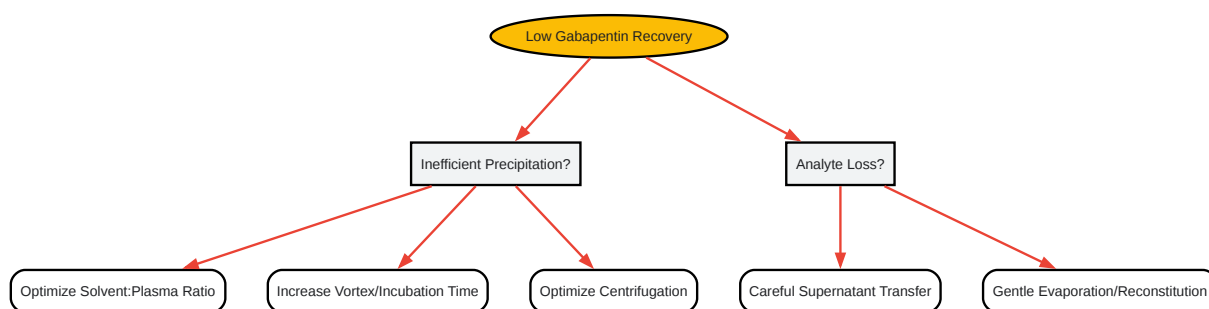 Low Gabapentin Recovery
Inefficient Precipitation?
Analyte Loss?
Optimize Solvent:Plasma Ratio
Increase Vortex/Incubation Time
Optimize Centrifugation
Careful Supernatant Transfer
Gentle Evaporation/Reconstitution